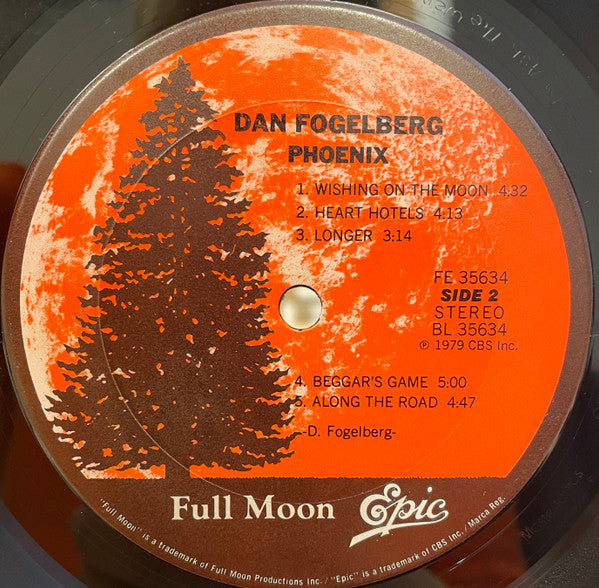 DAN FOGELBERG
PHOENIX
1. WISHING ON THE MOON 4:32
2. HEART HOTELS 4:13
3. LONGER 3:14
FE 35634
SIDE 2
STEREO
BL 35634
℗ 1979 CBS Inc.
4. BEGGAR'S GAME 5:00
5. ALONG THE ROAD 4:47
-D. Fogelberg-
Full Moon Epic
"Full Moon" is a trademark of Full Moon Productions Inc. / "Epic" is a trademark of CBS Inc. / Marca Reg.